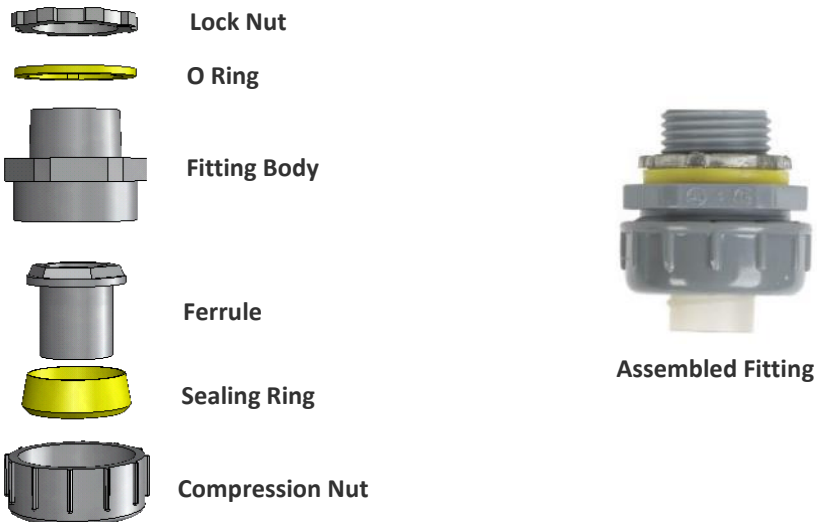 Lock Nut
O Ring
Fitting Body
Ferrule
Sealing Ring
Compression Nut
Assembled Fitting